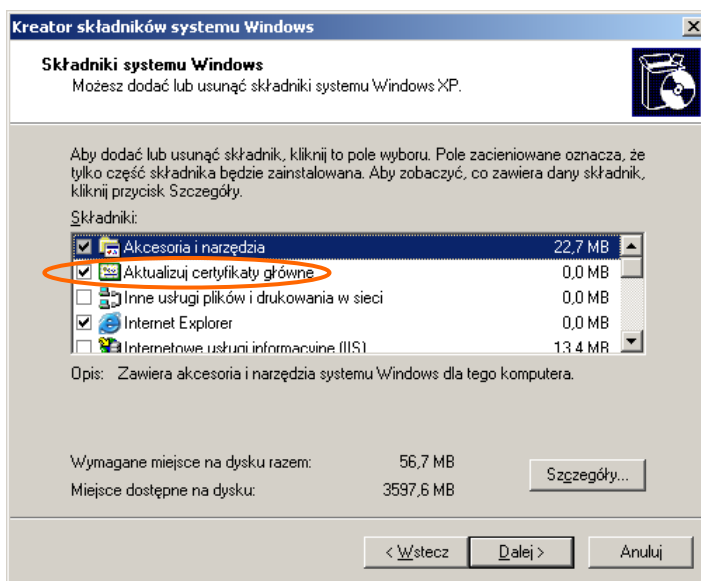 Kreator składników systemu Windows
Składniki systemu Windows
Możesz dodać lub usunąć składniki systemu Windows XP.
Aby dodać lub usunąć składnik, kliknij to pole wyboru. Pole zacieniowane oznacza, że
tylko część składnika będzie zainstalowana. Aby zobaczyć, co zawiera dany składnik,
kliknij przycisk Szczegóły.
Składniki:
Akcesoria i narzędzia 22,7 MB
Aktualizuj certyfikaty główne 0,0 MB
Inne usługi plików i drukowania w sieci 0,0 MB
Internet Explorer 0,0 MB
Internetowe usługi informacyjne (IIS) 13,4 MB
Opis: Zawiera akcesoria i narzędzia systemu Windows dla tego komputera.
Wymagane miejsce na dysku razem: 56,7 MB
Szczegóły...
Miejsce dostępne na dysku: 3597,6 MB
< Wstecz Dalej > Anuluj